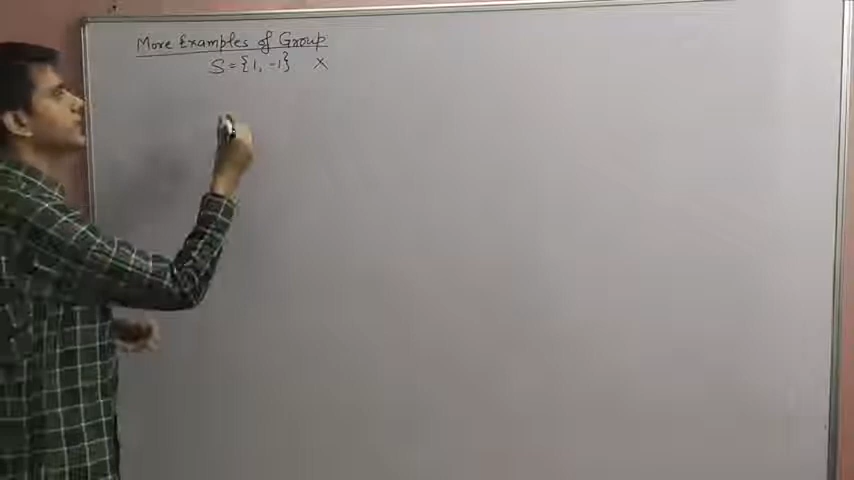 More Examples of Group
S = {1, -1} ×